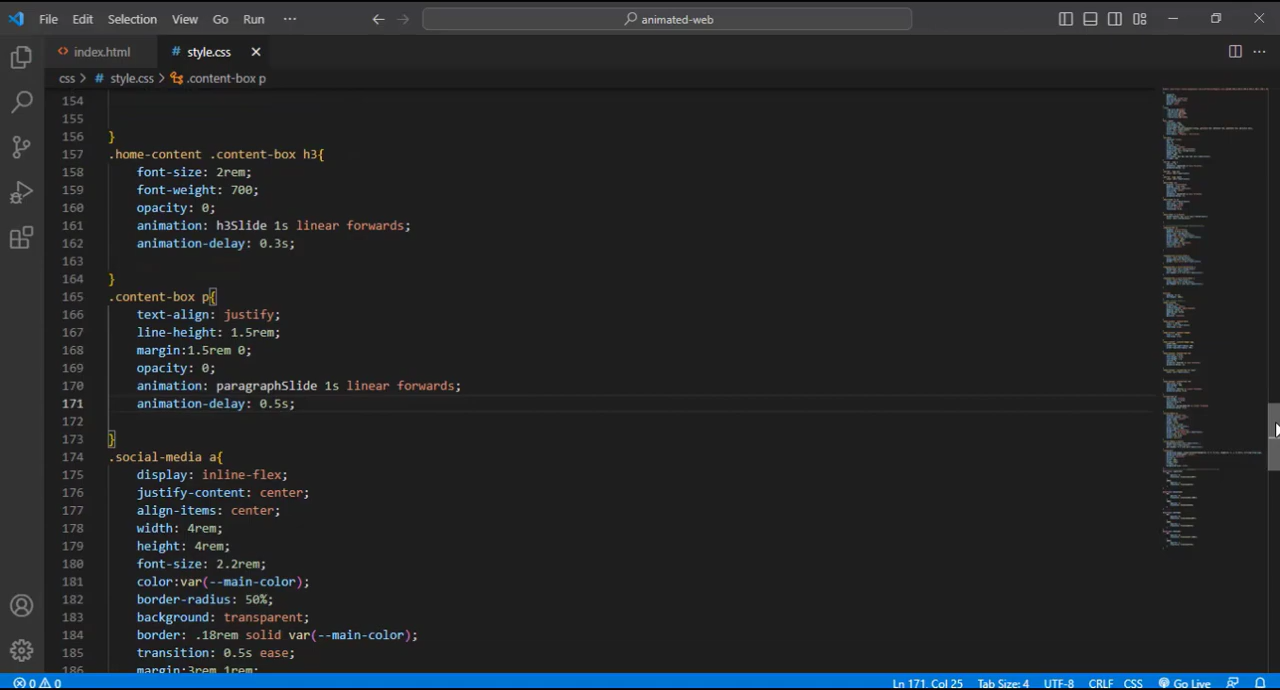 File Edit Selection View Go Run ··· animated-web
index.html # style.css
css > # style.css > .content-box p
154
155
156 }
157 .home-content .content-box h3{
158 font-size: 2rem;
159 font-weight: 700;
160 opacity: 0;
161 animation: h3Slide 1s linear forwards;
162 animation-delay: 0.3s;
163
164 }
165 .content-box p{
166 text-align: justify;
167 line-height: 1.5rem;
168 margin:1.5rem 0;
169 opacity: 0;
170 animation: paragraphSlide 1s linear forwards;
171 animation-delay: 0.5s;
172
173 }
174 .social-media a{
175 display: inline-flex;
176 justify-content: center;
177 align-items: center;
178 width: 4rem;
179 height: 4rem;
180 font-size: 2.2rem;
181 color:var(--main-color);
182 border-radius: 50%;
183 background: transparent;
184 border: .18rem solid var(--main-color);
185 transition: 0.5s ease;
186 margin:3rem 1rem;
0 0 Ln 171, Col 25 Tab Size: 4 UTF-8 CRLF CSS Go Live